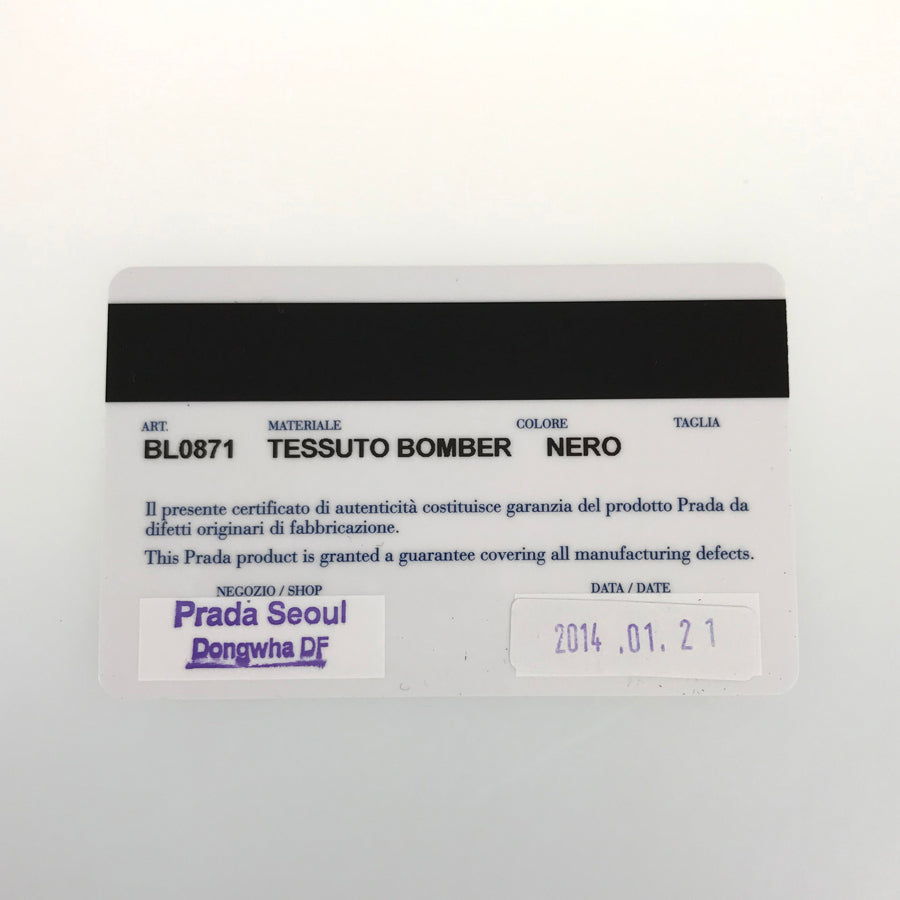 ART. MATERIALE COLORE TAGLIA
BL0871 TESSUTO BOMBER NERO
Il presente certificato di autenticità costituisce garanzia del prodotto Prada da
difetti originari di fabbricazione.
This Prada product is granted a guarantee covering all manufacturing defects.
NEGOZIO / SHOP DATA / DATE
Prada Seoul
Dongwha DF
2014 .01. 21